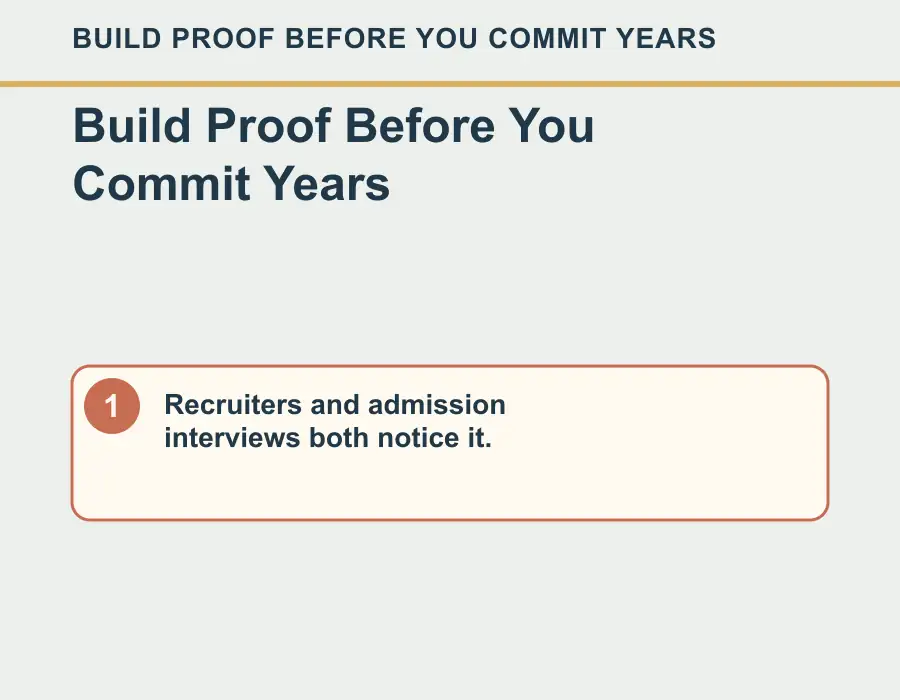 BUILD PROOF BEFORE YOU COMMIT YEARS
Build Proof Before You
Commit Years
1
Recruiters and admission
interviews both notice it.